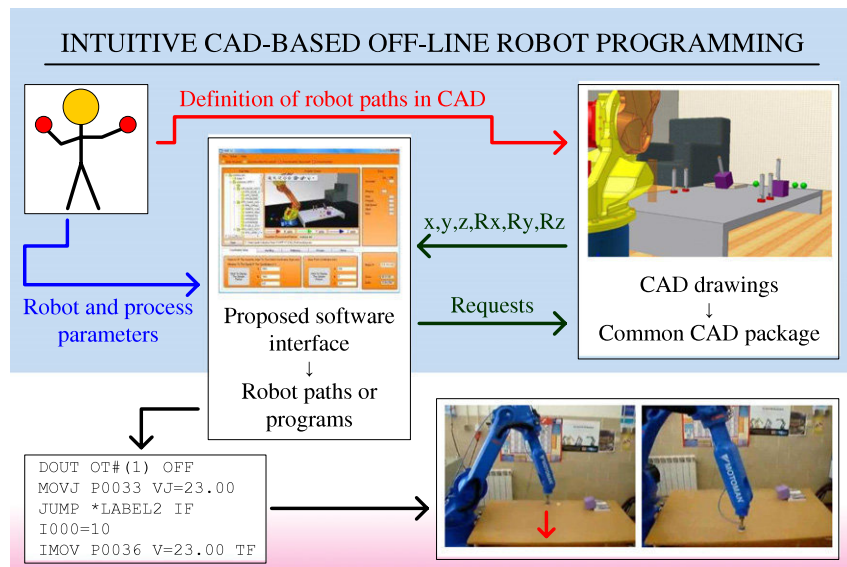 INTUITIVE CAD-BASED OFF-LINE ROBOT PROGRAMMING
Definition of robot paths in CAD
x,y,z,Rx,Ry,Rz
Requests
Robot and process
parameters
Proposed software
interface
↓
Robot paths or
programs
CAD drawings
↓
Common CAD package
DOUT OT#(1) OFF
MOVJ P0033 VJ=23.00
JUMP *LABEL2 IF
I000=10
IMOV P0036 V=23.00 TF
MOTOMAN